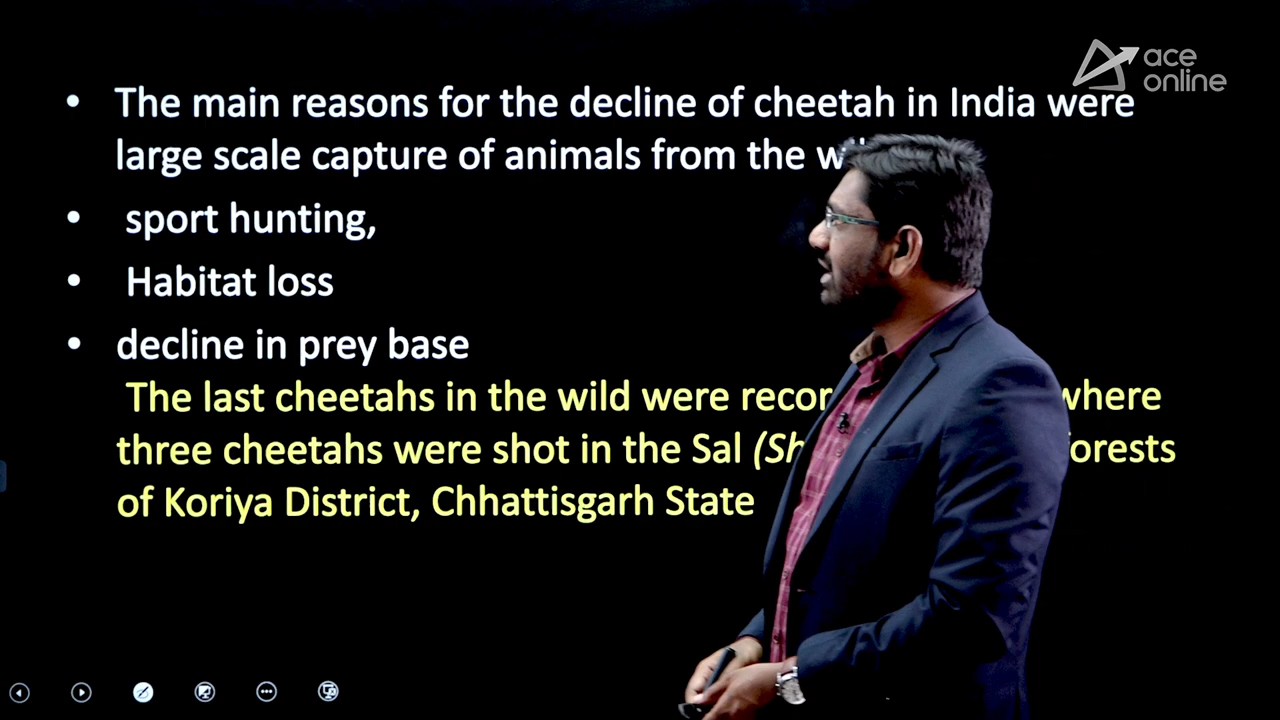 ace
online
• The main reasons for the decline of cheetah in India were
large scale capture of animals from the
• sport hunting,
• Habitat loss
• decline in prey base
The last cheetahs in the wild were where
three cheetahs were shot in the Sal forests
of Koriya District, Chhattisgarh State